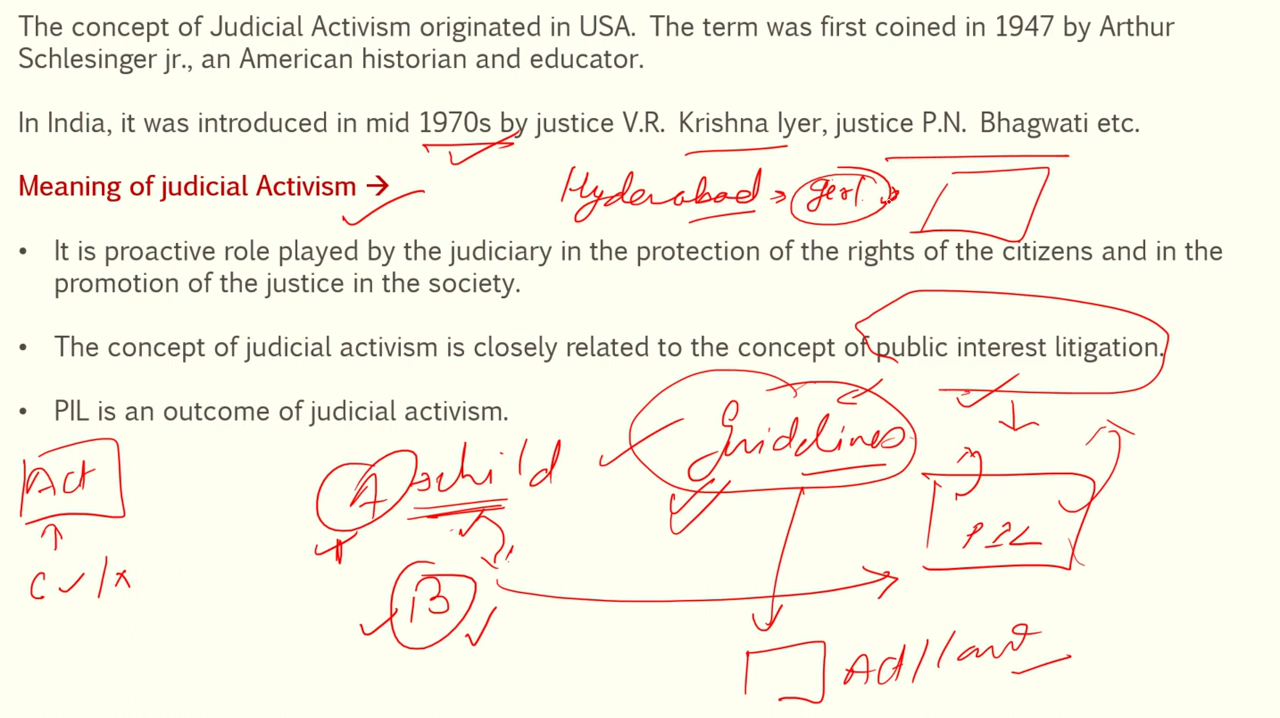 The concept of Judicial Activism originated in USA. The term was first coined in 1947 by Arthur
Schlesinger jr., an American historian and educator.
In India, it was introduced in mid 1970s by justice V.R. Krishna Iyer, justice P.N. Bhagwati etc.
Meaning of judicial Activism →
Hyderabad → girl →
• It is proactive role played by the judiciary in the protection of the rights of the citizens and in the
promotion of the justice in the society.
• The concept of judicial activism is closely related to the concept of public interest litigation.
• PIL is an outcome of judicial activism.
Guidelines
Act
A → child
PIL
C ✓/x
B
Act/